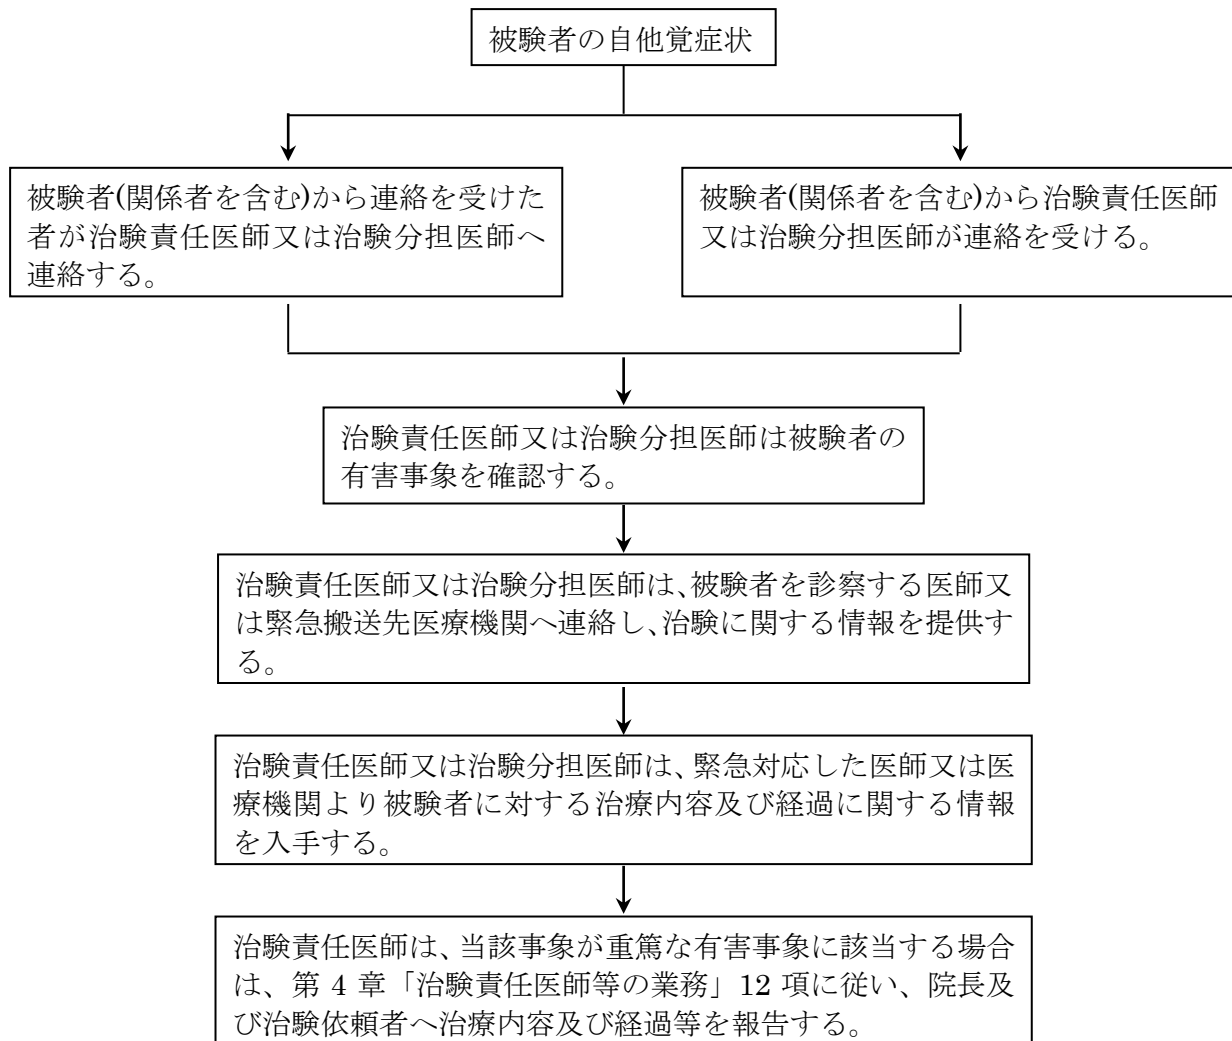 被験者の自他覚症状
被験者(関係者を含む)から連絡を受けた
者が治験責任医師又は治験分担医師へ
連絡する。
被験者(関係者を含む)から治験責任医師
又は治験分担医師が連絡を受ける。
治験責任医師又は治験分担医師は被験者の
有害事象を確認する。
治験責任医師又は治験分担医師は、被験者を診察する医師又
は緊急搬送先医療機関へ連絡し、治験に関する情報を提供す
る。
治験責任医師又は治験分担医師は、緊急対応した医師又は医
療機関より被験者に対する治療内容及び経過に関する情報
を入手する。
治験責任医師は、当該事象が重篤な有害事象に該当する場合
は、第 4 章「治験責任医師等の業務」12 項に従い、院長及
び治験依頼者へ治療内容及び経過等を報告する。